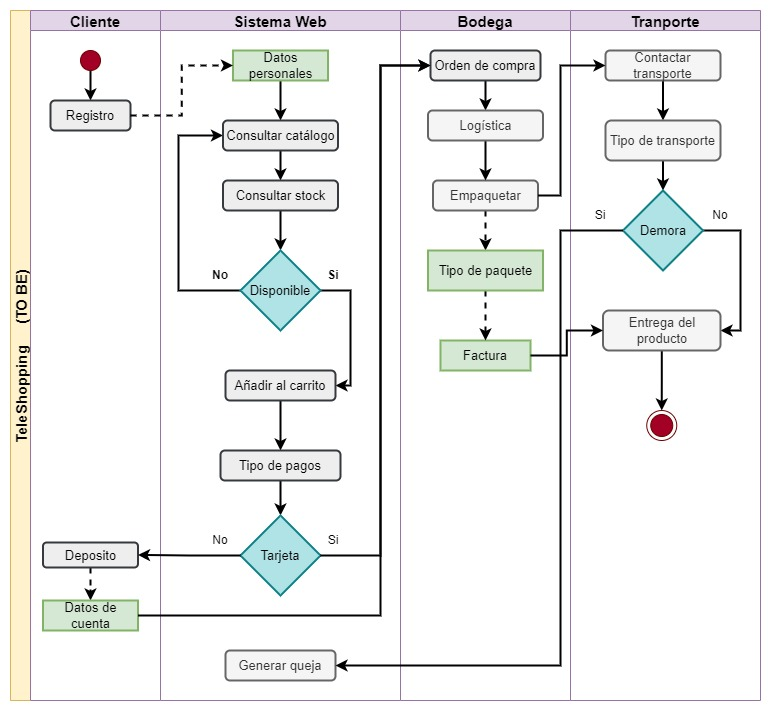 TeleShopping (TO BE)
Cliente
Sistema Web
Bodega
Tranporte
Registro
Datos
personales
Consultar catálogo
Consultar stock
No
Si
Disponible
Añadir al carrito
Tipo de pagos
No
Si
Tarjeta
Deposito
Datos de
cuenta
Generar queja
Orden de compra
Logística
Empaquetar
Tipo de paquete
Factura
Contactar
transporte
Tipo de transporte
Si
No
Demora
Entrega del
producto